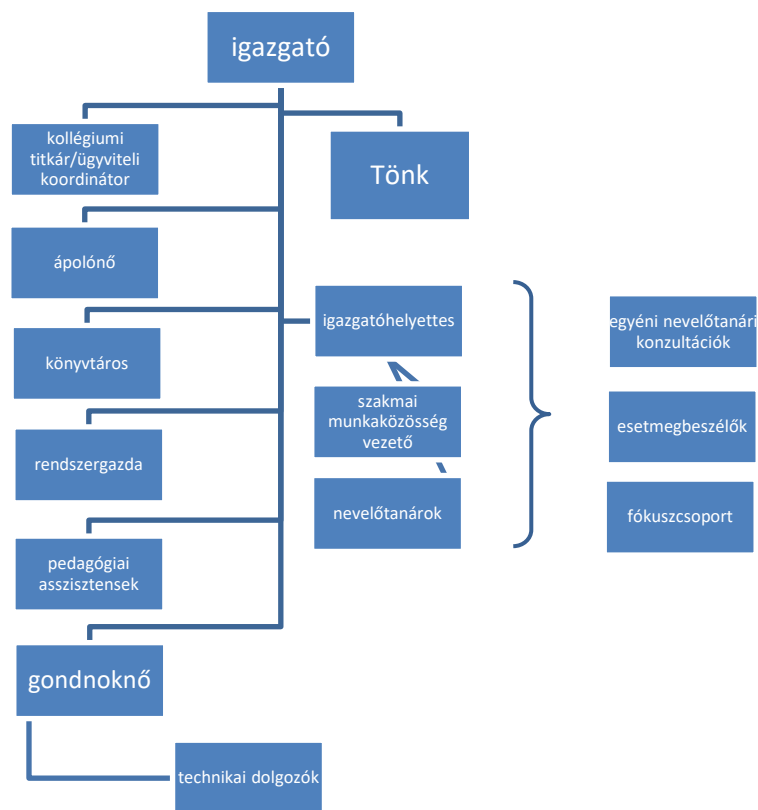 igazgató
kollégiumi
titkár/ügyviteli
koordinátor
Tönk
ápolónő
igazgatóhelyettes
egyéni nevelőtanári
konzultációk
könyvtáros
szakmai
munkaközösség
vezető
esetmegbeszélők
rendszergazda
nevelőtanárok
fókuszcsoport
pedagógiai
asszisztensek
gondnoknő
technikai dolgozók